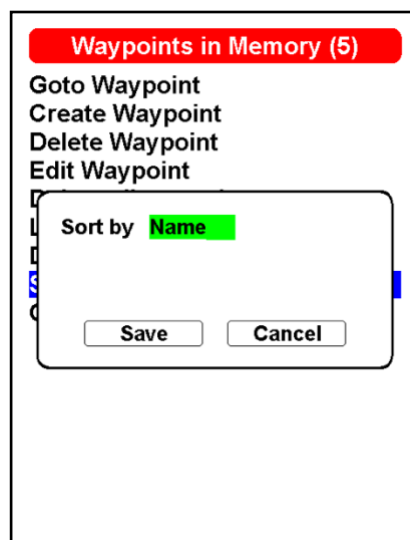 Waypoints in Memory (5)
Goto Waypoint
Create Waypoint
Delete Waypoint
Edit Waypoint
Sort by Name
Save Cancel